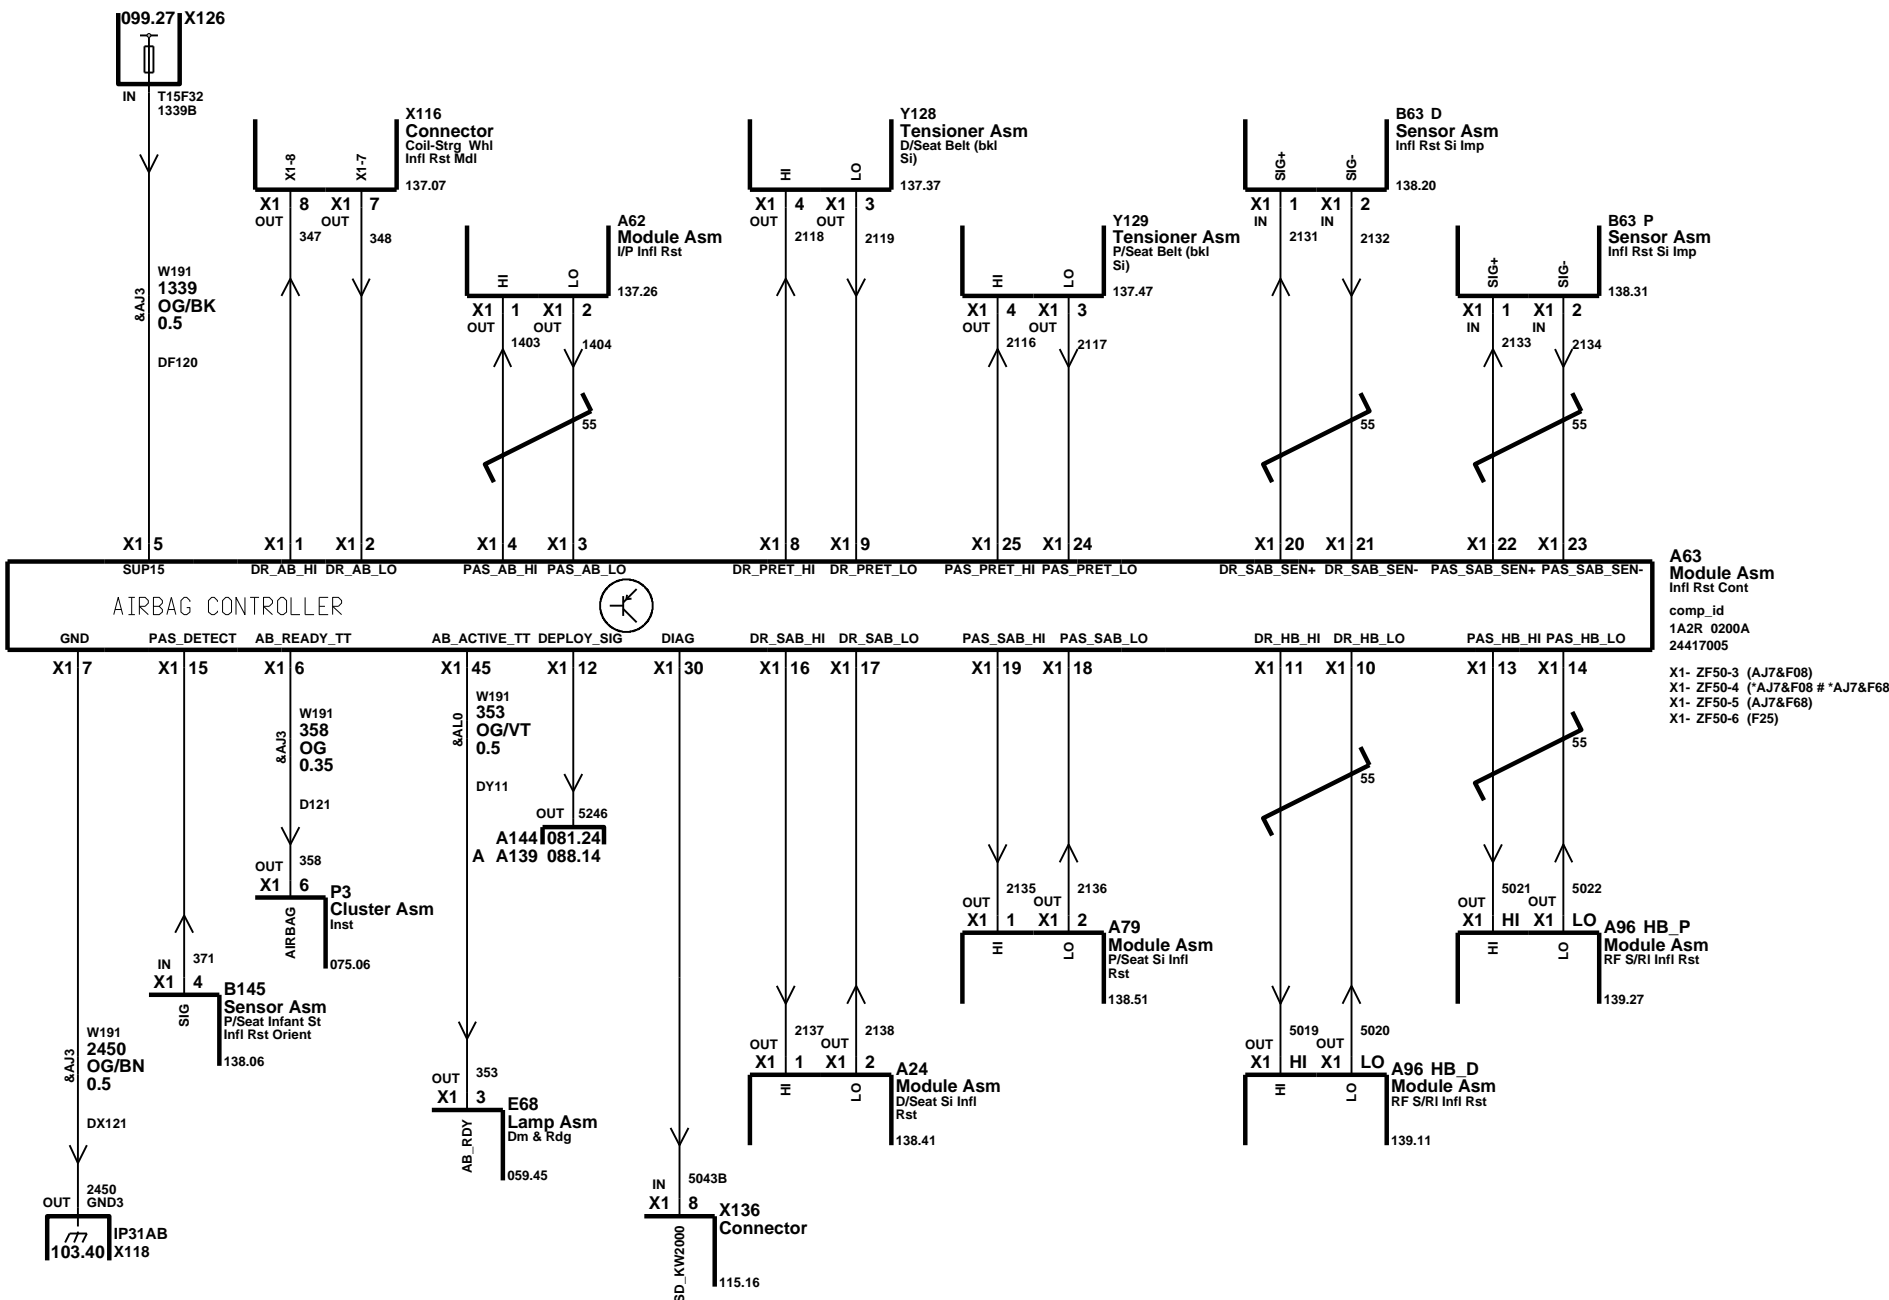 099.27 X126
IN T15F32
1339B
W191
1339
OG/BK
0.5
&AJ3
DF120
X1-8
X1-7
X116
Connector
Coil-Strg Whl
Infl Rst Mdl
137.07
X1 8 X1 7
OUT OUT
347 348
HI
LO
A62
Module Asm
I/P Infl Rst
137.26
X1 1 X1 2
OUT OUT
1403 1404
55
HI
LO
Y128
Tensioner Asm
D/Seat Belt (bkl
Si)
137.37
X1 4 X1 3
OUT OUT
2118 2119
HI
LO
Y129
Tensioner Asm
P/Seat Belt (bkl
Si)
137.47
X1 4 X1 3
OUT OUT
2116 2117
SIG+
SIG-
B63 D
Sensor Asm
Infl Rst Si Imp
138.20
X1 1 X1 2
IN IN
2131 2132
55
SIG+
SIG-
B63 P
Sensor Asm
Infl Rst Si Imp
138.31
X1 1 X1 2
IN IN
2133 2134
55
X1 5 X1 1 X1 2 X1 4 X1 3 X1 8 X1 9 X1 25 X1 24 X1 20 X1 21 X1 22 X1 23
SUP15 DR_AB_HI DR_AB_LO PAS_AB_HI PAS_AB_LO DR_PRET_HI DR_PRET_LO PAS_PRET_HI PAS_PRET_LO DR_SAB_SEN+ DR_SAB_SEN- PAS_SAB_SEN+ PAS_SAB_SEN-
AIRBAG CONTROLLER
GND PAS_DETECT AB_READY_TT AB_ACTIVE_TT DEPLOY_SIG DIAG DR_SAB_HI DR_SAB_LO PAS_SAB_HI PAS_SAB_LO DR_HB_HI DR_HB_LO PAS_HB_HI PAS_HB_LO
X1 7 X1 15 X1 6 X1 45 X1 12 X1 30 X1 16 X1 17 X1 19 X1 18 X1 11 X1 10 X1 13 X1 14
A63
Module Asm
Infl Rst Cont
comp_id
1A2R 0200A
24417005
X1- ZF50-3 (AJ7&F08)
X1- ZF50-4 (*AJ7&F08 # *AJ7&F68
X1- ZF50-5 (AJ7&F68)
X1- ZF50-6 (F25)
W191
2450
OG/BN
0.5
&AJ3
DX121
2450
OUT GND3
IP31AB
103.40 X118
IN 371
X1 4
SIG
B145
Sensor Asm
P/Seat Infant St
Infl Rst Orient
138.06
W191
358
OG
0.35
&AJ3
D121
OUT 358
X1 6
AIRBAG
P3
Cluster Asm
Inst
075.06
W191
353
OG/VT
0.5
&AL0
DY11
OUT 353
X1 3
AB_RDY
E68
Lamp Asm
Dm & Rdg
059.45
OUT 5246
A144 081.24
A A139 088.14
IN 5043B
X1 8
SD_KW2000
X136
Connector
115.16
2137 2138
OUT OUT
X1 1 X1 2
HI
LO
A24
Module Asm
D/Seat Si Infl
Rst
138.41
2135 2136
OUT OUT
X1 1 X1 2
HI
LO
A79
Module Asm
P/Seat Si Infl
Rst
138.51
55
5019 5020
OUT OUT
X1 HI X1 LO
HI
LO
A96 HB_D
Module Asm
RF S/RI Infl Rst
139.11
55
5021 5022
OUT OUT
X1 HI X1 LO
HI
LO
A96 HB_P
Module Asm
RF S/RI Infl Rst
139.27